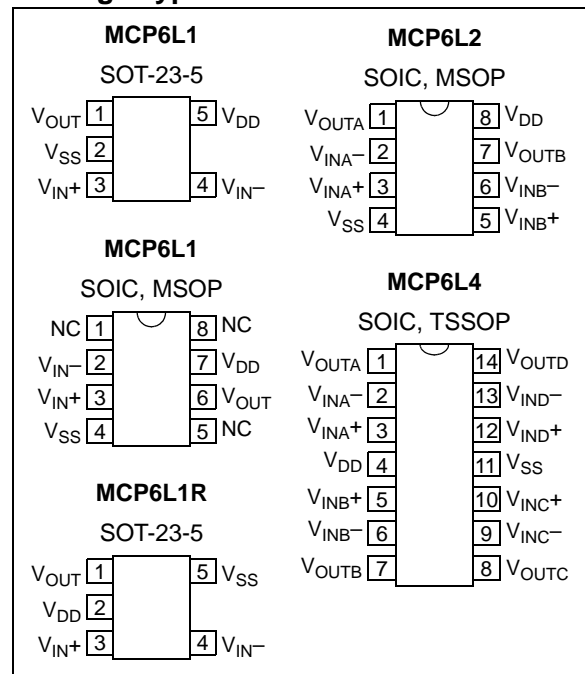 MCP6L1
SOT-23-5
VOUT 1 5 VDD
VSS 2
VIN+ 3 4 VIN–
MCP6L1
SOIC, MSOP
NC 1 8 NC
VIN– 2 7 VDD
VIN+ 3 6 VOUT
VSS 4 5 NC
MCP6L1R
SOT-23-5
VOUT 1 5 VSS
VDD 2
VIN+ 3 4 VIN–
MCP6L2
SOIC, MSOP
VOUTA 1 8 VDD
VINA– 2 7 VOUTB
VINA+ 3 6 VINB–
VSS 4 5 VINB+
MCP6L4
SOIC, TSSOP
VOUTA 1 14 VOUTD
VINA– 2 13 VIND–
VINA+ 3 12 VIND+
VDD 4 11 VSS
VINB+ 5 10 VINC+
VINB– 6 9 VINC–
VOUTB 7 8 VOUTC